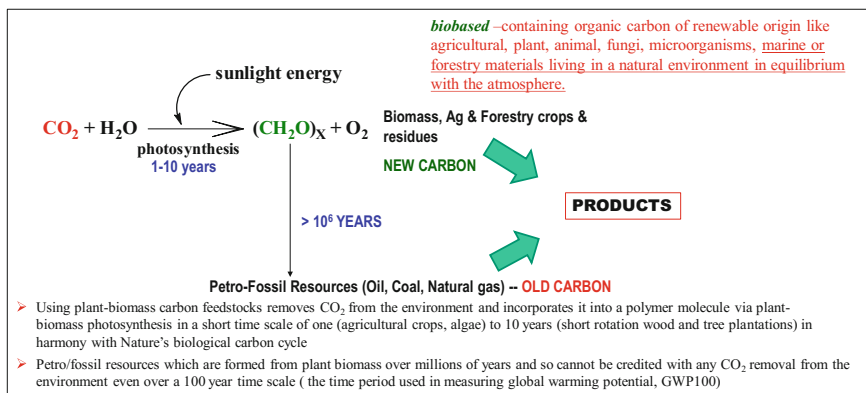 biobased –containing organic carbon of renewable origin like
agricultural, plant, animal, fungi, microorganisms, marine or
forestry materials living in a natural environment in equilibrium
with the atmosphere.
sunlight energy
CO₂ + H₂O
photosynthesis
1-10 years
(CH₂O)ₓ + O₂
Biomass, Ag & Forestry crops &
residues
NEW CARBON
PRODUCTS
> 10⁶ YEARS
Petro-Fossil Resources (Oil, Coal, Natural gas) -- OLD CARBON
➢ Using plant-biomass carbon feedstocks removes CO₂ from the environment and incorporates it into a polymer molecule via plant-
biomass photosynthesis in a short time scale of one (agricultural crops, algae) to 10 years (short rotation wood and tree plantations) in
harmony with Nature's biological carbon cycle
➢ Petro/fossil resources which are formed from plant biomass over millions of years and so cannot be credited with any CO₂ removal from the
environment even over a 100 year time scale ( the time period used in measuring global warming potential, GWP100)